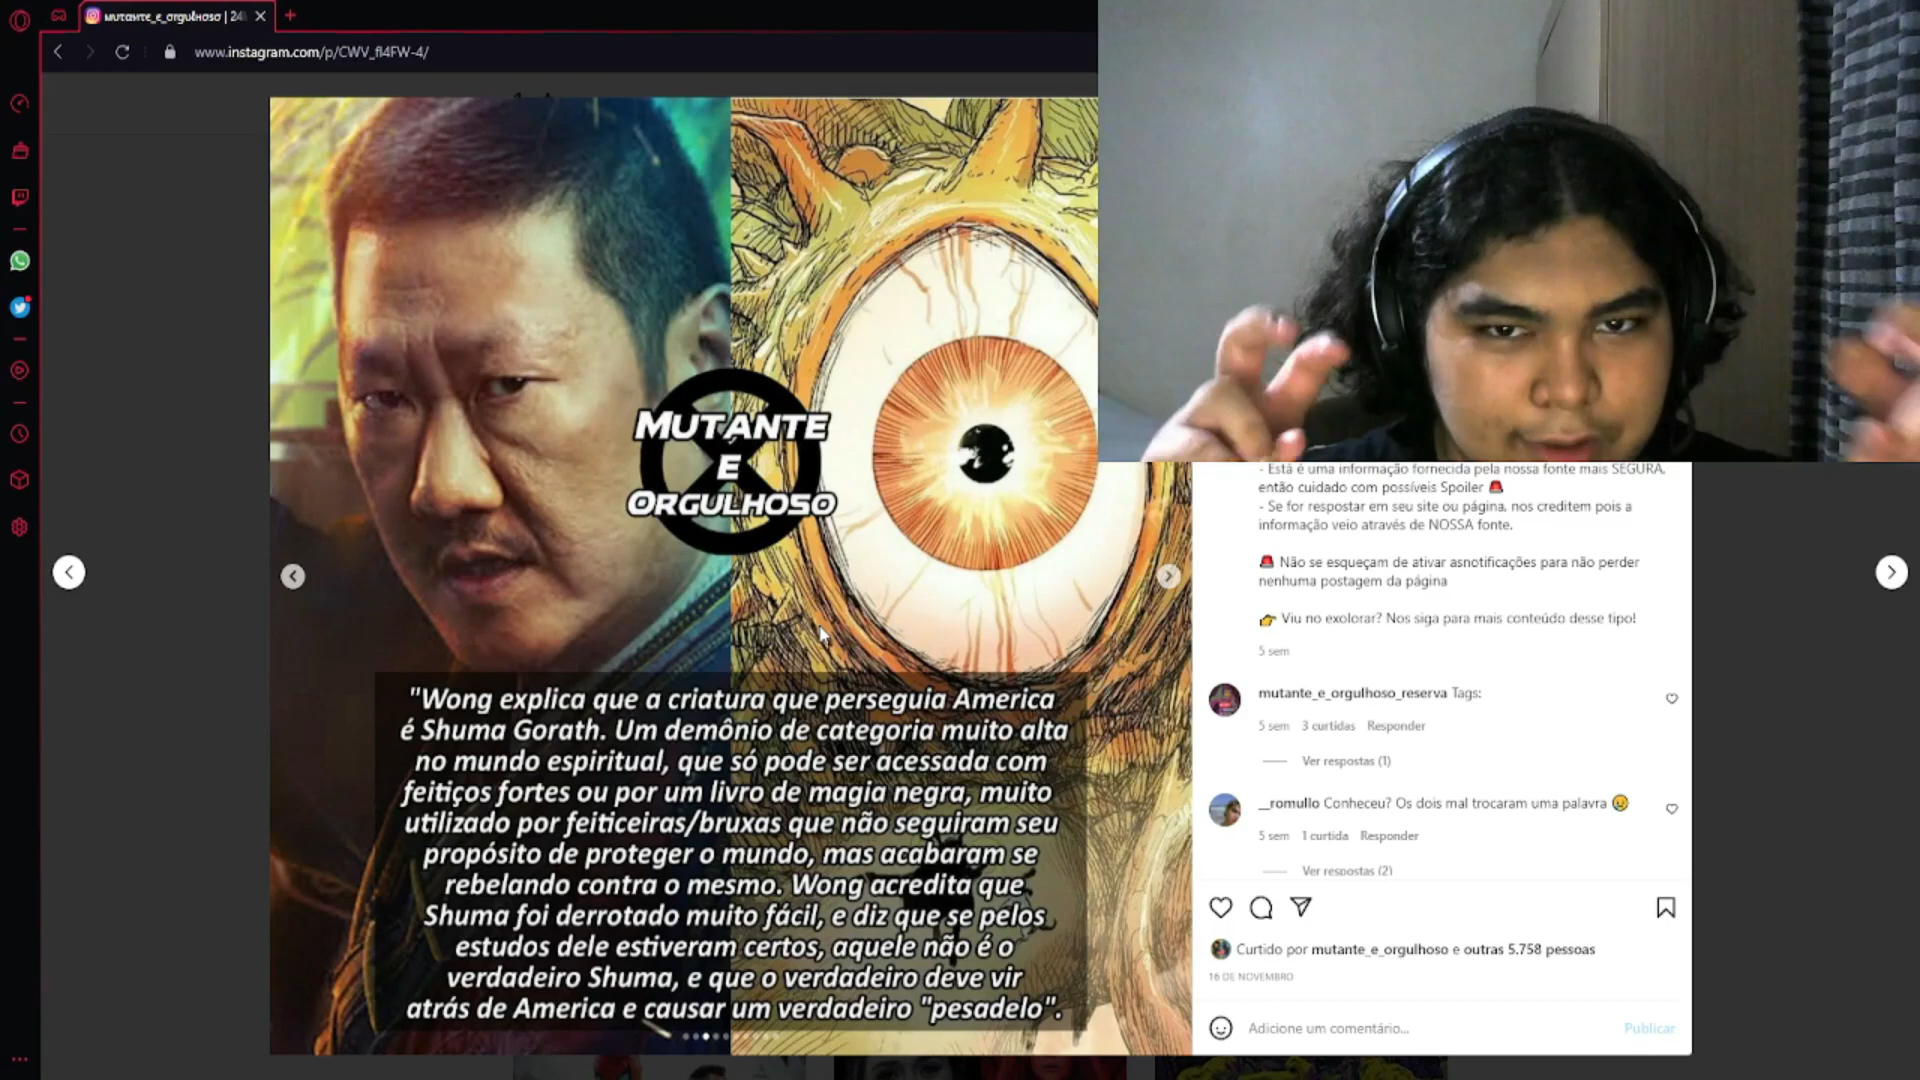 мυтαηтє_є_σrgυℓнσsσ | 24
www.instagram.com/p/CWV_fl4FW-4/
MUTANTE
É
ORGULHOSO
"Wong explica que a criatura que perseguia America
é Shuma Gorath. Um demônio de categoria muito alta
no mundo espiritual, que só pode ser acessada com
feitiços fortes ou por um livro de magia negra, muito
utilizado por feiticeiras/bruxas que não seguiram seu
propósito de proteger o mundo, mas acabaram se
rebelando contra o mesmo. Wong acredita que
Shuma foi derrotado muito fácil, e diz que se pelos
estudos dele estiveram certos, aquele não é o
verdadeiro Shuma, e que o verdadeiro deve vir
atrás de America e causar um verdadeiro "pesadelo".
- Está é uma informação fornecida pela nossa fonte mais SEGURA,
então cuidado com possíveis Spoiler 🚨
- Se for respostar em seu site ou página, nos creditem pois a
informação veio através de NOSSA fonte.
🚨 Não se esqueçam de ativar asnotificações para não perder
nenhuma postagem da página
👉 Viu no exolorar? Nos siga para mais conteúdo desse tipo!
5 sem
mutante_e_orgulhoso_reserva Tags:
5 sem 3 curtidas Responder
Ver respostas (1)
__romullo Conheceu? Os dois mal trocaram uma palavra 😥
5 sem 1 curtida Responder
Ver respostas (2)
Curtido por mutante_e_orgulhoso e outras 5.758 pessoas
16 DE NOVEMBRO
Adicione um comentário... Publicar